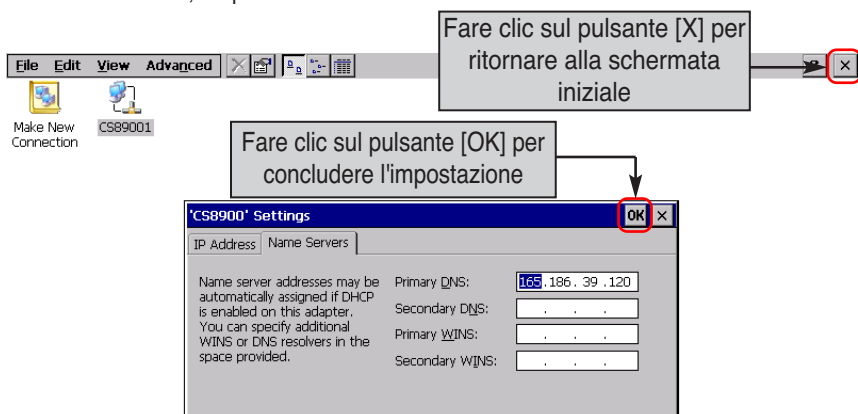 Fare clic sul pulsante [X] per
ritornare alla schermata
iniziale
File Edit View Advanced
Make New
Connection
CS89001
Fare clic sul pulsante [OK] per
concludere l'impostazione
'CS8900' Settings OK ×
IP Address Name Servers
Name server addresses may be
automatically assigned if DHCP
is enabled on this adapter.
You can specify additional
WINS or DNS resolvers in the
space provided.
Primary DNS: 165 . 186 . 39 . 120
Secondary DNS: . . .
Primary WINS: . . .
Secondary WINS: . . .